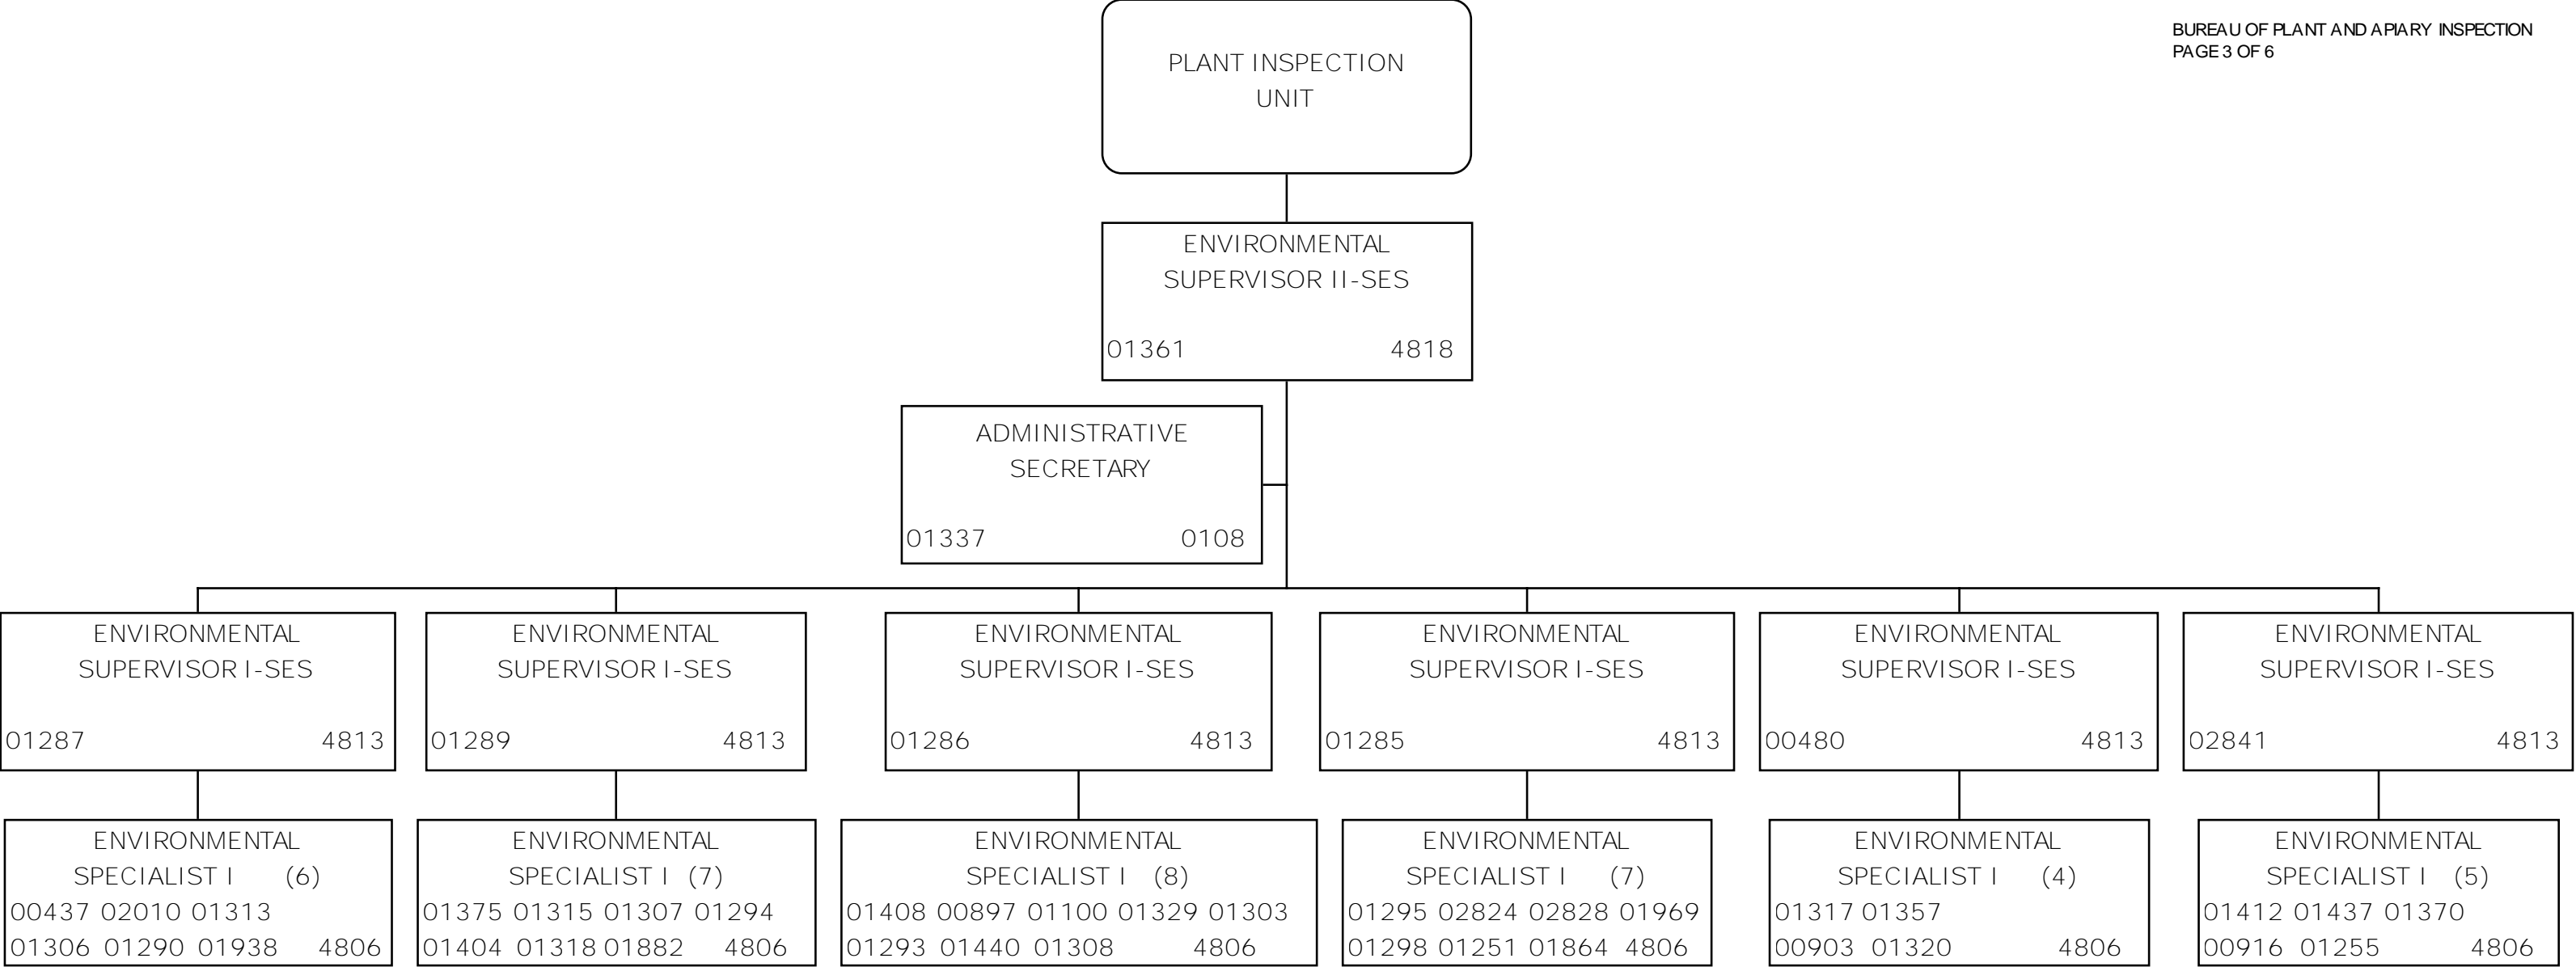 BUREAU OF PLANT AND APIARY INSPECTION
PAGE 3 OF 6
PLANT INSPECTION
UNIT
ENVIRONMENTAL
SUPERVISOR II-SES
01361 4818
ADMINISTRATIVE
SECRETARY
01337 0108
ENVIRONMENTAL
SUPERVISOR I-SES
01287 4813
ENVIRONMENTAL
SUPERVISOR I-SES
01289 4813
ENVIRONMENTAL
SUPERVISOR I-SES
01286 4813
ENVIRONMENTAL
SUPERVISOR I-SES
01285 4813
ENVIRONMENTAL
SUPERVISOR I-SES
00480 4813
ENVIRONMENTAL
SUPERVISOR I-SES
02841 4813
ENVIRONMENTAL
SPECIALIST I (6)
00437 02010 01313
01306 01290 01938 4806
ENVIRONMENTAL
SPECIALIST I (7)
01375 01315 01307 01294
01404 01318 01882 4806
ENVIRONMENTAL
SPECIALIST I (8)
01408 00897 01100 01329 01303
01293 01440 01308 4806
ENVIRONMENTAL
SPECIALIST I (7)
01295 02824 02828 01969
01298 01251 01864 4806
ENVIRONMENTAL
SPECIALIST I (4)
01317 01357
00903 01320 4806
ENVIRONMENTAL
SPECIALIST I (5)
01412 01437 01370
00916 01255 4806